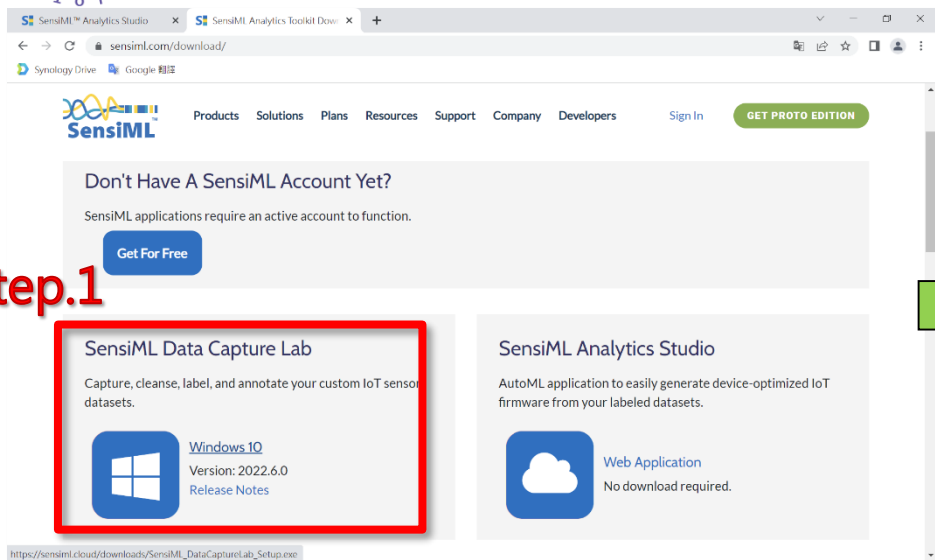 SensiML™ Analytics Studio
SensiML Analytics Toolkit Dow
sensiml.com/download/
Synology Drive Google 翻譯
SensiML Products Solutions Plans Resources Support Company Developers Sign In GET PROTO EDITION
Don't Have A SensiML Account Yet?
SensiML applications require an active account to function.
Get For Free
tep.1
SensiML Data Capture Lab
Capture, cleanse, label, and annotate your custom IoT sensor
datasets.
Windows 10
Version: 2022.6.0
Release Notes
SensiML Analytics Studio
AutoML application to easily generate device-optimized IoT
firmware from your labeled datasets.
Web Application
No download required.
https://sensiml.cloud/downloads/SensiML_DataCaptureLab_Setup.exe